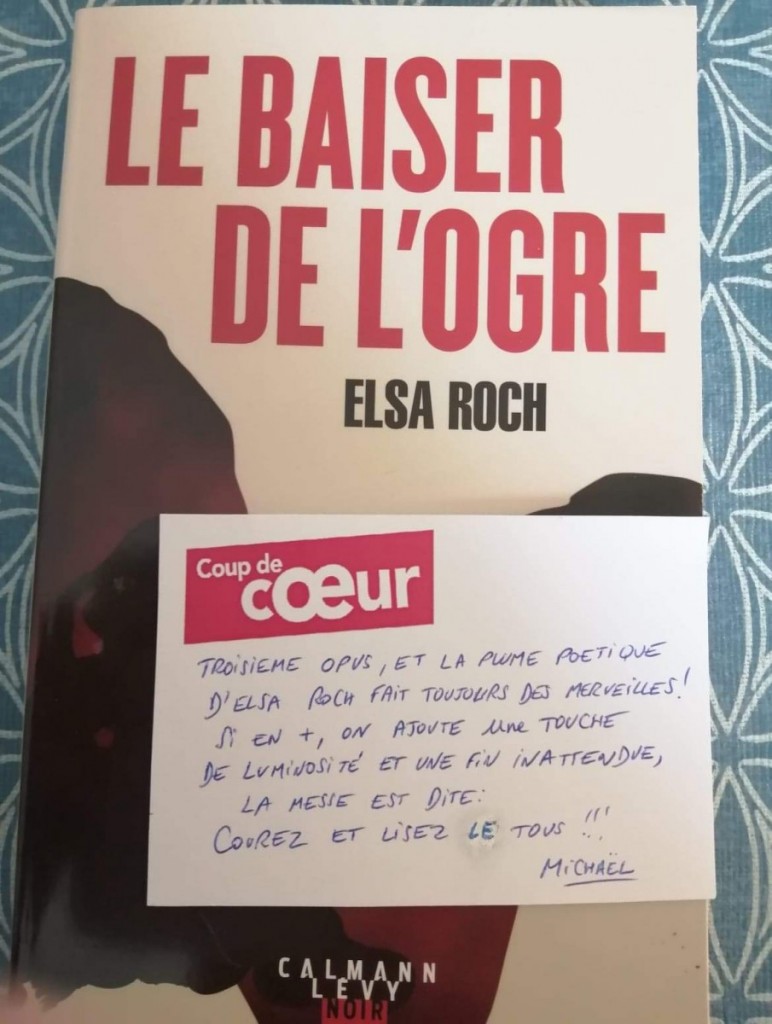 LE BAISER
DE L'OGRE
ELSA ROCH
Coup de
cœur
TROISIEME OPUS, ET LA PLUME POETIQUE
D'ELSA ROCH FAIT TOUJOURS DES MERVEILLES!
SI EN +, ON AJOUTE une TOUCHE
DE LUMINOSITÉ ET UNE FIN INATTENDUE,
LA MESSE EST DITE:
COUREZ ET LISEZ LE TOUS !!!
MICHAËL
CALMANN
LEVY
NOIR